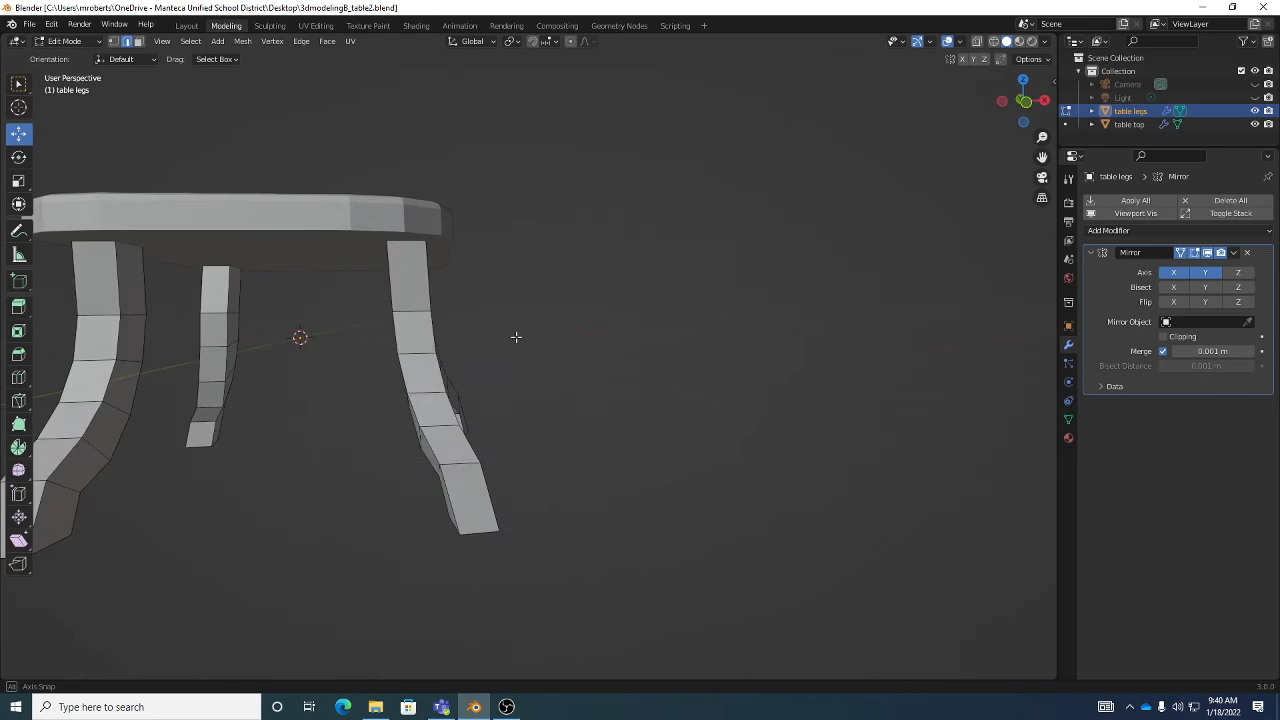 Blender [C:\Users\mroberts\OneDrive - Manteca Unified School District\Desktop\3dmodelingB_table2.blend]
File Edit Render Window Help Layout Modeling Sculpting UV Editing Texture Paint Shading Animation Rendering Compositing Geometry Nodes Scripting + Scene ViewLayer
Edit Mode View Select Add Mesh Vertex Edge Face UV Global
Orientation: Default Drag: Select Box X Y Z Options
User Perspective
(1) table legs
Z
X
Scene Collection
Collection
Camera
Light
table legs
table top
table legs > Mirror
Apply All Delete All
Viewport Vis Toggle Stack
Add Modifier
Mirror
Axis X Y Z
Bisect X Y Z
Flip X Y Z
Mirror Object
Clipping
Merge 0.001 m
Bisect Distance 0.001 m
Data
Alt Axis Snap 3.0.0
Type here to search
9:40 AM
1/18/2022